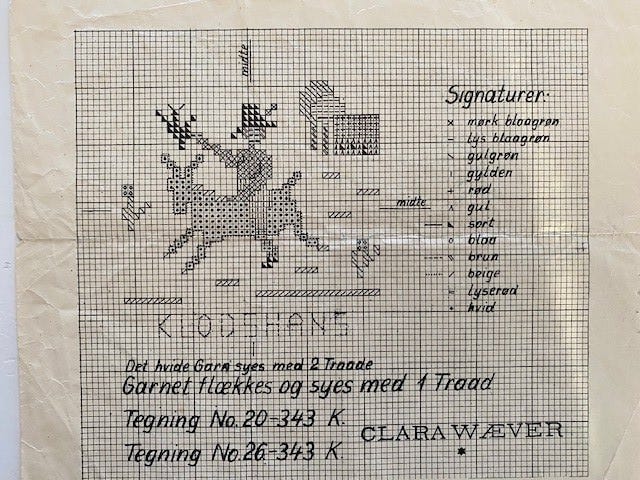 midte
Signaturer:
x mørk blaagrøn
- lys blaagrøn
\ gulgrøn
ı gylden
+ rød
ʌ gul
midte
sort
o blaa
brun
/ beige
= lyserød
• hvid
KLODSHANS
Det hvide Garn syes med 2 Traade
Garnet flækkes og syes med 1 Traad
Tegning No.20-343 K.
CLARA WÆVER
Tegning No.26-343 K.
*